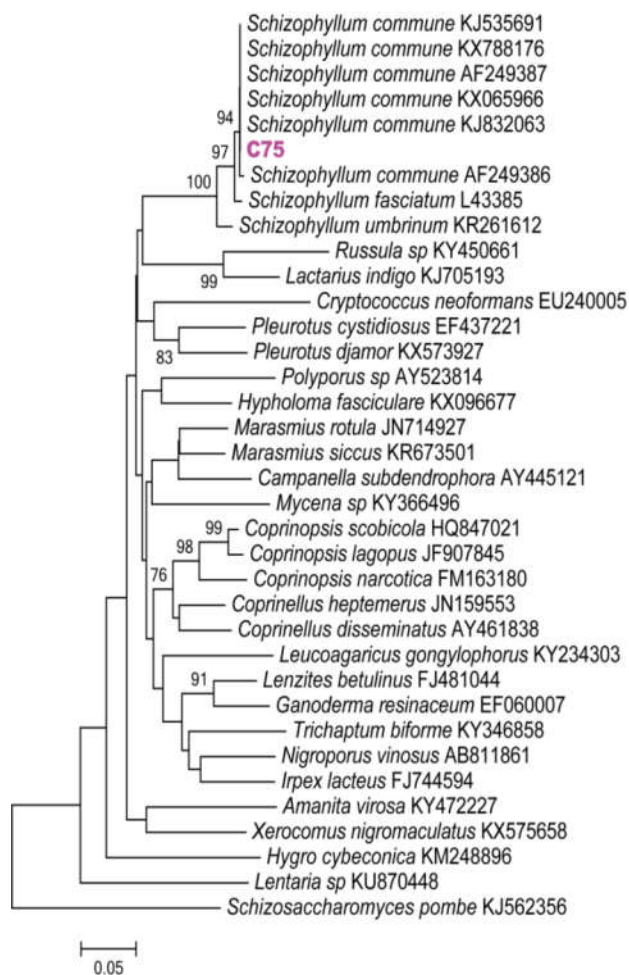 Schizophyllum commune KJ535691
Schizophyllum commune KX788176
Schizophyllum commune AF249387
Schizophyllum commune KX065966
94
Schizophyllum commune KJ832063
97
C75
100
Schizophyllum commune AF249386
Schizophyllum fasciatum L43385
Schizophyllum umbrinum KR261612
Russula sp KY450661
99
Lactarius indigo KJ705193
Cryptococcus neoformans EU240005
Pleurotus cystidiosus EF437221
83
Pleurotus djamor KX573927
Polyporus sp AY523814
Hypholoma fasciculare KX096677
Marasmius rotula JN714927
Marasmius siccus KR673501
Campanella subdendrophora AY445121
Mycena sp KY366496
99
Coprinopsis scobicola HQ847021
98
Coprinopsis lagopus JF907845
76
Coprinopsis narcotica FM163180
Coprinellus heptemerus JN159553
Coprinellus disseminatus AY461838
Leucoagaricus gongylophorus KY234303
91
Lenzites betulinus FJ481044
Ganoderma resinaceum EF060007
Trichaptum biforme KY346858
Nigroporus vinosus AB811861
Irpex lacteus FJ744594
Amanita virosa KY472227
Xerocomus nigromaculatus KX575658
Hygro cybeconica KM248896
Lentaria sp KU870448
Schizosaccharomyces pombe KJ562356
0.05